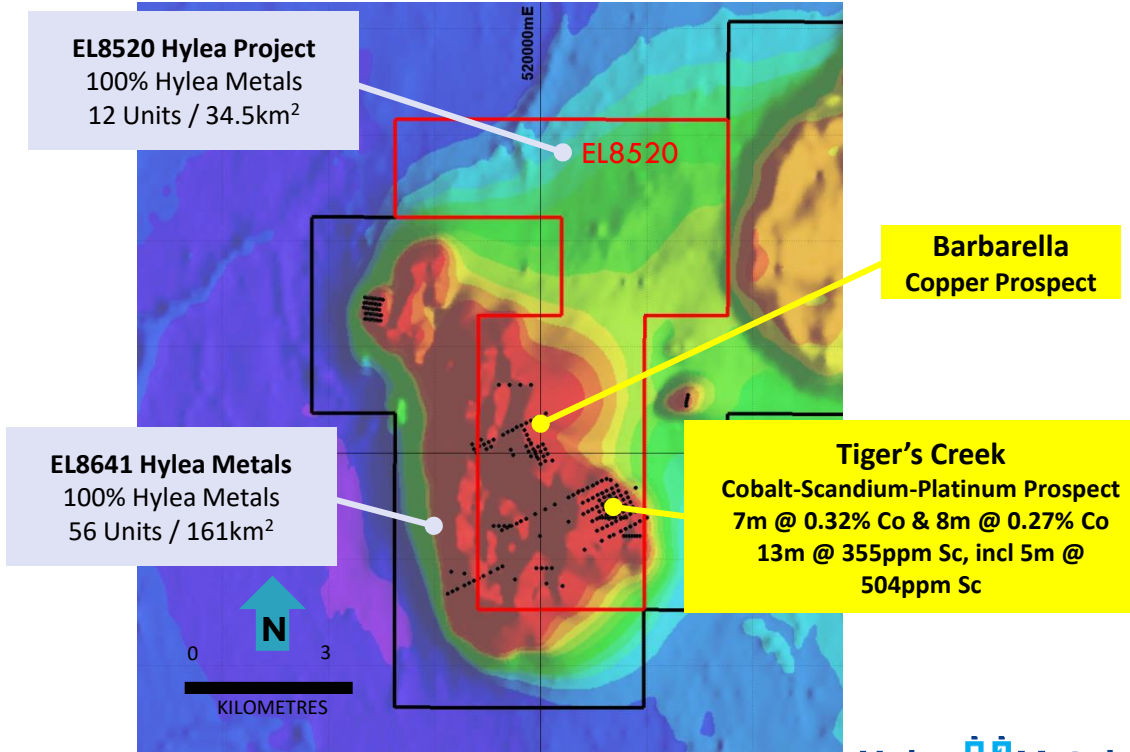 EL8520 Hylea Project
100% Hylea Metals
12 Units / 34.5km²
520000mE
EL8520
Barbarella
Copper Prospect
EL8641 Hylea Metals
100% Hylea Metals
56 Units / 161km²
Tiger's Creek
Cobalt-Scandium-Platinum Prospect
7m @ 0.32% Co & 8m @ 0.27% Co
13m @ 355ppm Sc, incl 5m @
504ppm Sc
N
0 3
KILOMETRES